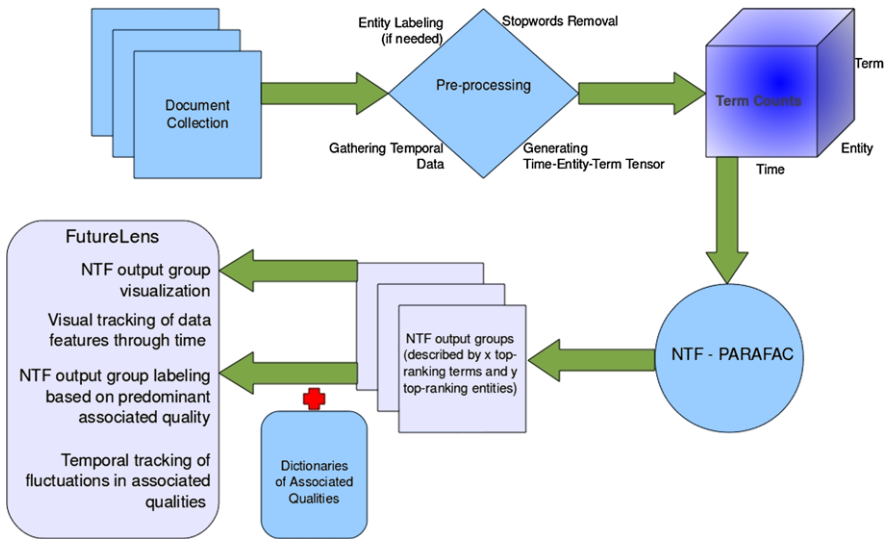 Document
Collection
Entity Labeling
(if needed)
Stopwords Removal
Pre-processing
Gathering Temporal
Data
Generating
Time-Entity-Term Tensor
Term Counts
Term
Entity
Time
NTF - PARAFAC
NTF output groups
(described by x top-
ranking terms and y
top-ranking entities)
Dictionaries
of Associated
Qualities
FutureLens
NTF output group
visualization
Visual tracking of data
features through time
NTF output group labeling
based on predominant
associated quality
Temporal tracking of
fluctuations in associated
qualities